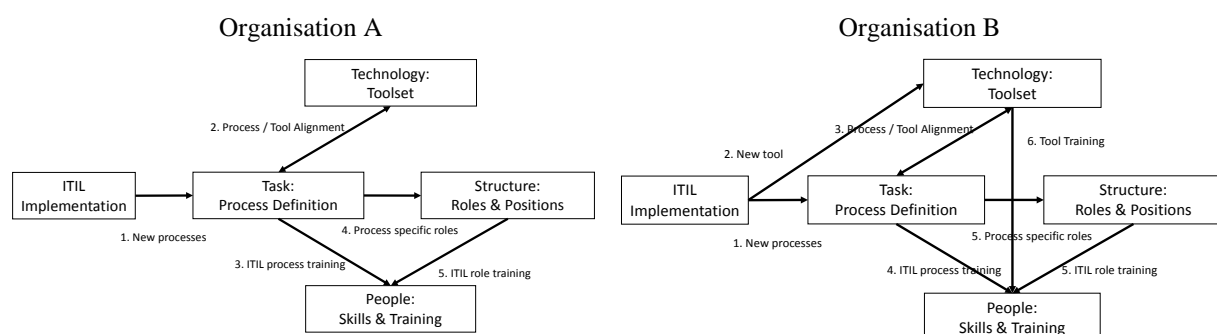 Organisation A
Technology:
Toolset
2. Process / Tool Alignment
ITIL
Implementation
Task:
Process Definition
Structure:
Roles & Positions
1. New processes
4. Process specific roles
3. ITIL process training
5. ITIL role training
People:
Skills & Training
Organisation B
Technology:
Toolset
3. Process / Tool Alignment
2. New tool
6. Tool Training
ITIL
Implementation
Task:
Process Definition
Structure:
Roles & Positions
1. New processes
5. Process specific roles
4. ITIL process training
5. ITIL role training
People:
Skills & Training